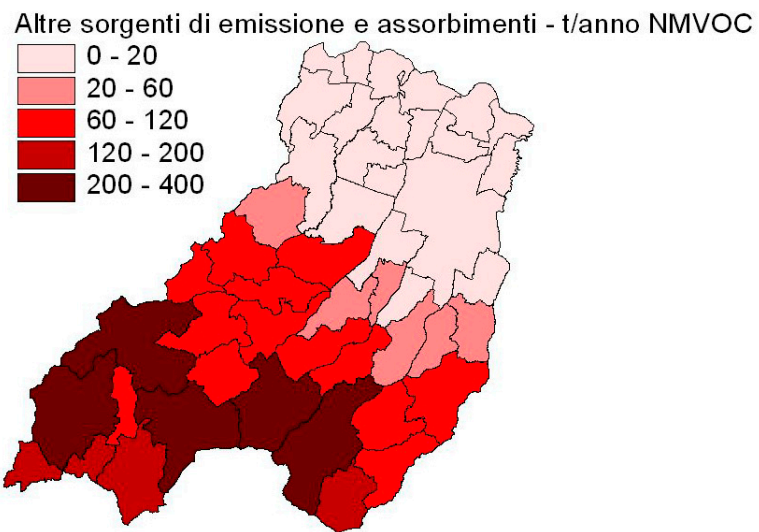 Altre sorgenti di emissione e assorbimenti - t/anno NMVOC
0 - 20
20 - 60
60 - 120
120 - 200
200 - 400